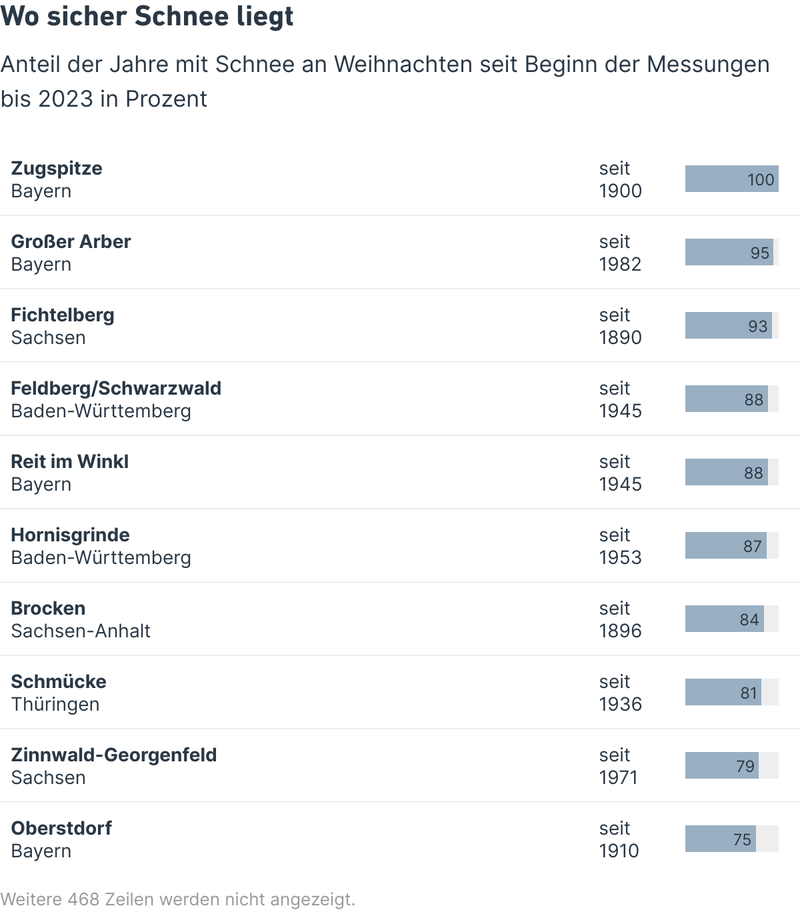 Wo sicher Schnee liegt
Anteil der Jahre mit Schnee an Weihnachten seit Beginn der Messungen
bis 2023 in Prozent
Zugspitze
Bayern
seit
1900
100
Großer Arber
Bayern
seit
1982
95
Fichtelberg
Sachsen
seit
1890
93
Feldberg/Schwarzwald
Baden-Württemberg
seit
1945
88
Reit im Winkl
Bayern
seit
1945
88
Hornisgrinde
Baden-Württemberg
seit
1953
87
Brocken
Sachsen-Anhalt
seit
1896
84
Schmücke
Thüringen
seit
1936
81
Zinnwald-Georgenfeld
Sachsen
seit
1971
79
Oberstdorf
Bayern
seit
1910
75
Weitere 468 Zeilen werden nicht angezeigt.